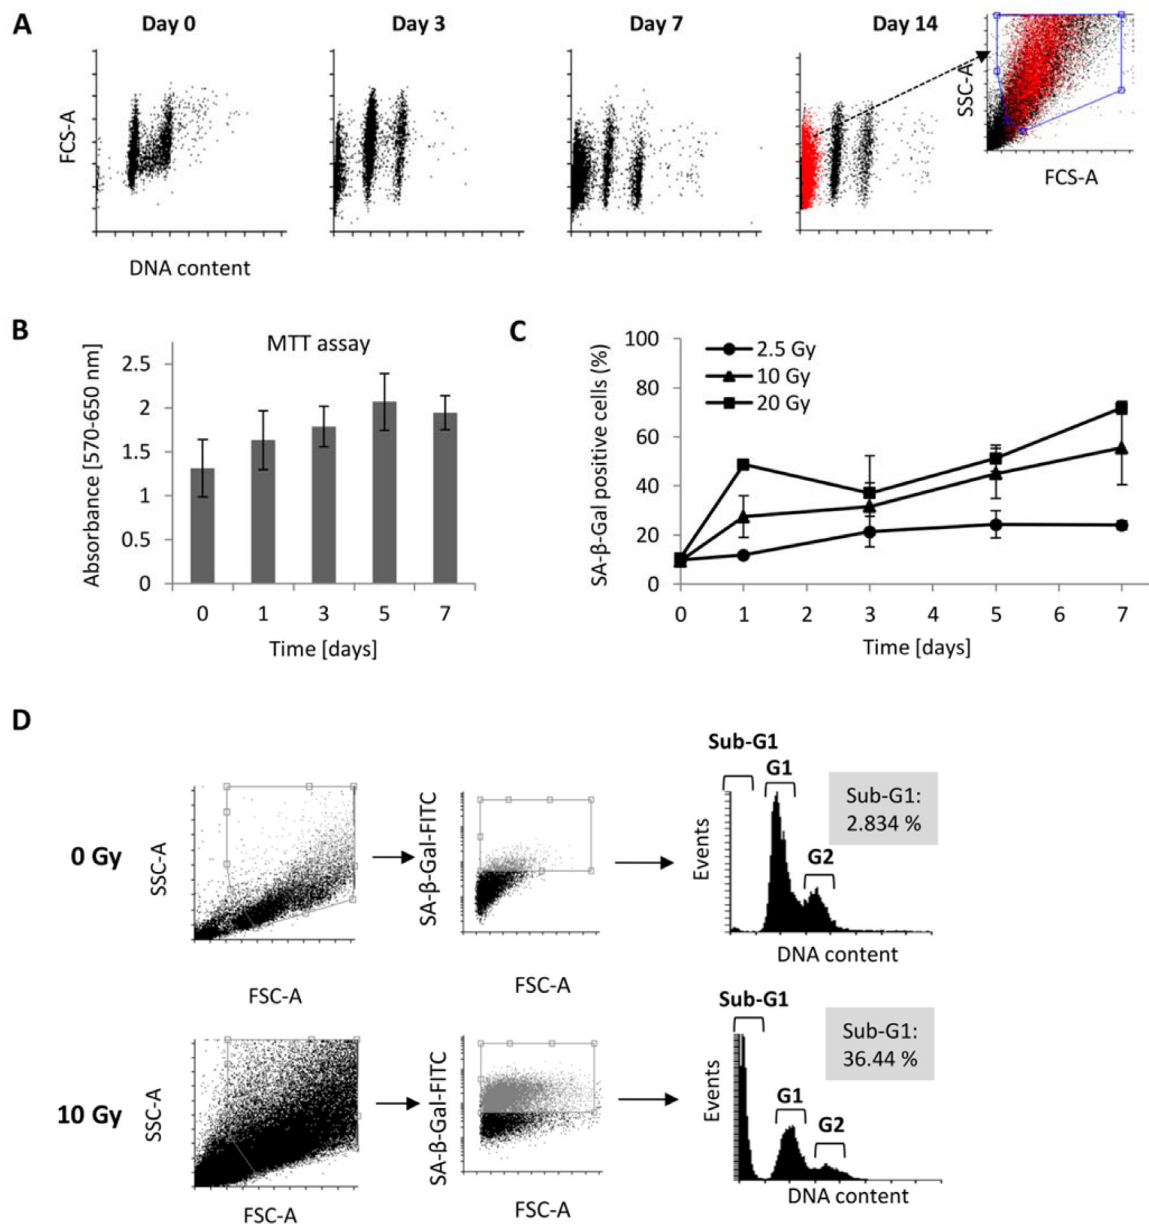 A
Day 0
Day 3
Day 7
Day 14
FCS-A
SSC-A
FCS-A
DNA content
B
MTT assay
Absorbance [570-650 nm]
2.5
2
1.5
1
0.5
0
0 1 3 5 7
Time [days]
C
SA-β-Gal positive cells (%)
100
80
60
40
20
0
2.5 Gy
10 Gy
20 Gy
0 1 2 3 4 5 6 7
Time [days]
D
0 Gy
SSC-A
FSC-A
SA-β-Gal-FITC
FSC-A
Sub-G1
G1
G2
Sub-G1:
2.834 %
Events
DNA content
10 Gy
SSC-A
FSC-A
SA-β-Gal-FITC
FSC-A
Sub-G1
G1
G2
Sub-G1:
36.44 %
Events
DNA content